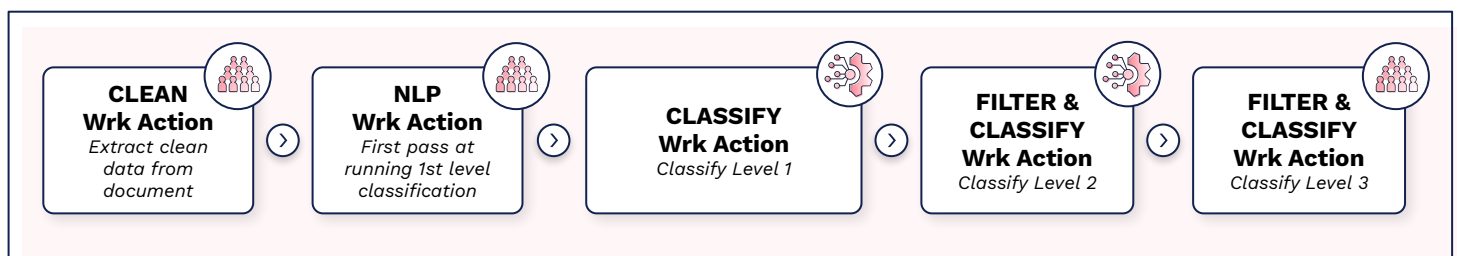 CLEAN
Wrk Action
Extract clean
data from
document
NLP
Wrk Action
First pass at
running 1st level
classification
CLASSIFY
Wrk Action
Classify Level 1
FILTER &
CLASSIFY
Wrk Action
Classify Level 2
FILTER &
CLASSIFY
Wrk Action
Classify Level 3